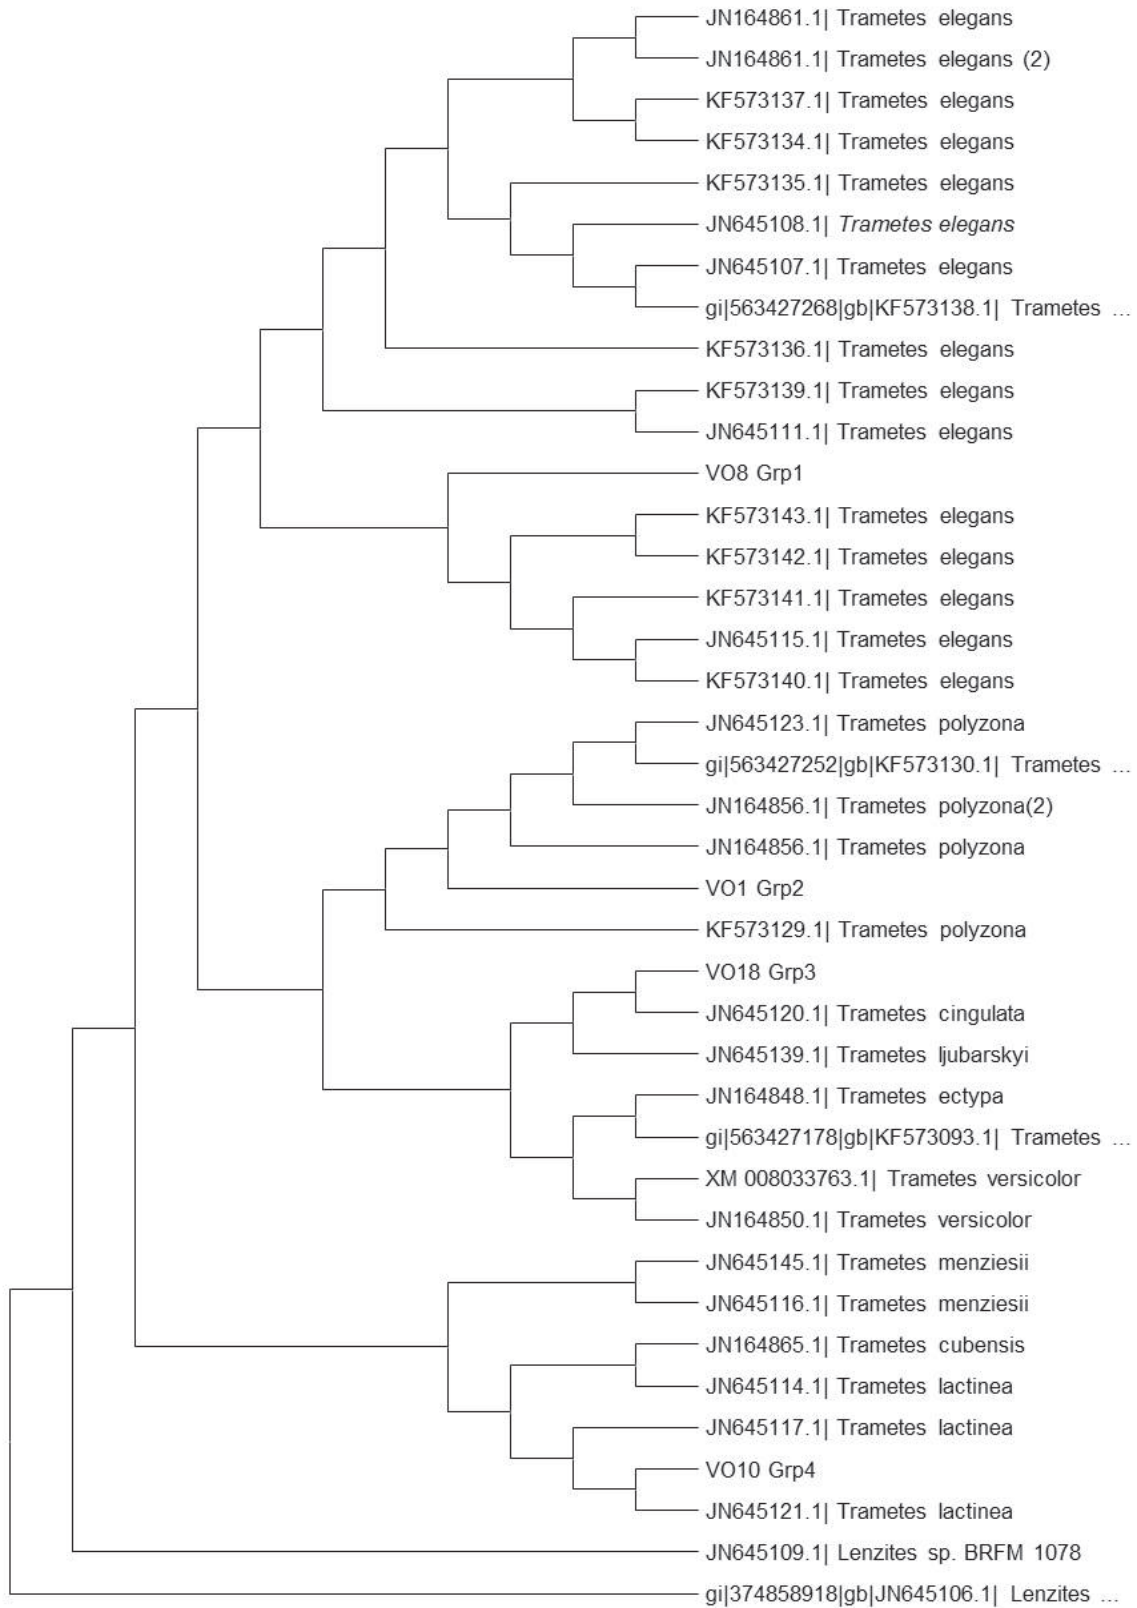 JN164861.1| Trametes elegans
JN164861.1| Trametes elegans (2)
KF573137.1| Trametes elegans
KF573134.1| Trametes elegans
KF573135.1| Trametes elegans
JN645108.1| Trametes elegans
JN645107.1| Trametes elegans
gi|563427268|gb|KF573138.1| Trametes ...
KF573136.1| Trametes elegans
KF573139.1| Trametes elegans
JN645111.1| Trametes elegans
VO8 Grp1
KF573143.1| Trametes elegans
KF573142.1| Trametes elegans
KF573141.1| Trametes elegans
JN645115.1| Trametes elegans
KF573140.1| Trametes elegans
JN645123.1| Trametes polyzona
gi|563427252|gb|KF573130.1| Trametes ...
JN164856.1| Trametes polyzona(2)
JN164856.1| Trametes polyzona
VO1 Grp2
KF573129.1| Trametes polyzona
VO18 Grp3
JN645120.1| Trametes cingulata
JN645139.1| Trametes ljubarskyi
JN164848.1| Trametes ectypa
gi|563427178|gb|KF573093.1| Trametes ...
XM 008033763.1| Trametes versicolor
JN164850.1| Trametes versicolor
JN645145.1| Trametes menziesii
JN645116.1| Trametes menziesii
JN164865.1| Trametes cubensis
JN645114.1| Trametes lactinea
JN645117.1| Trametes lactinea
VO10 Grp4
JN645121.1| Trametes lactinea
JN645109.1| Lenzites sp. BRFM 1078
gi|374858918|gb|JN645106.1| Lenzites ...